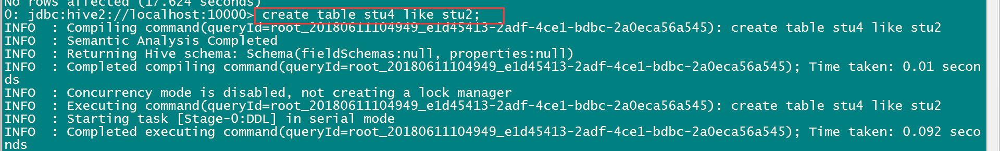 No rows affected (17.624 seconds)
0: jdbc:hive2://localhost:10000> create table stu4 like stu2;
INFO  : Compiling command(queryId=root_20180611104949_e1d45413-2adf-4ce1-bdbc-2a0eca56a545): create table stu4 like stu2
INFO  : Semantic Analysis Completed
INFO  : Returning Hive schema: Schema(fieldSchemas:null, properties:null)
INFO  : Completed compiling command(queryId=root_20180611104949_e1d45413-2adf-4ce1-bdbc-2a0eca56a545); Time taken: 0.01 secon
ds
INFO  : Concurrency mode is disabled, not creating a lock manager
INFO  : Executing command(queryId=root_20180611104949_e1d45413-2adf-4ce1-bdbc-2a0eca56a545): create table stu4 like stu2
INFO  : Starting task [Stage-0:DDL] in serial mode
INFO  : Completed executing command(queryId=root_20180611104949_e1d45413-2adf-4ce1-bdbc-2a0eca56a545); Time taken: 0.092 seco
nds